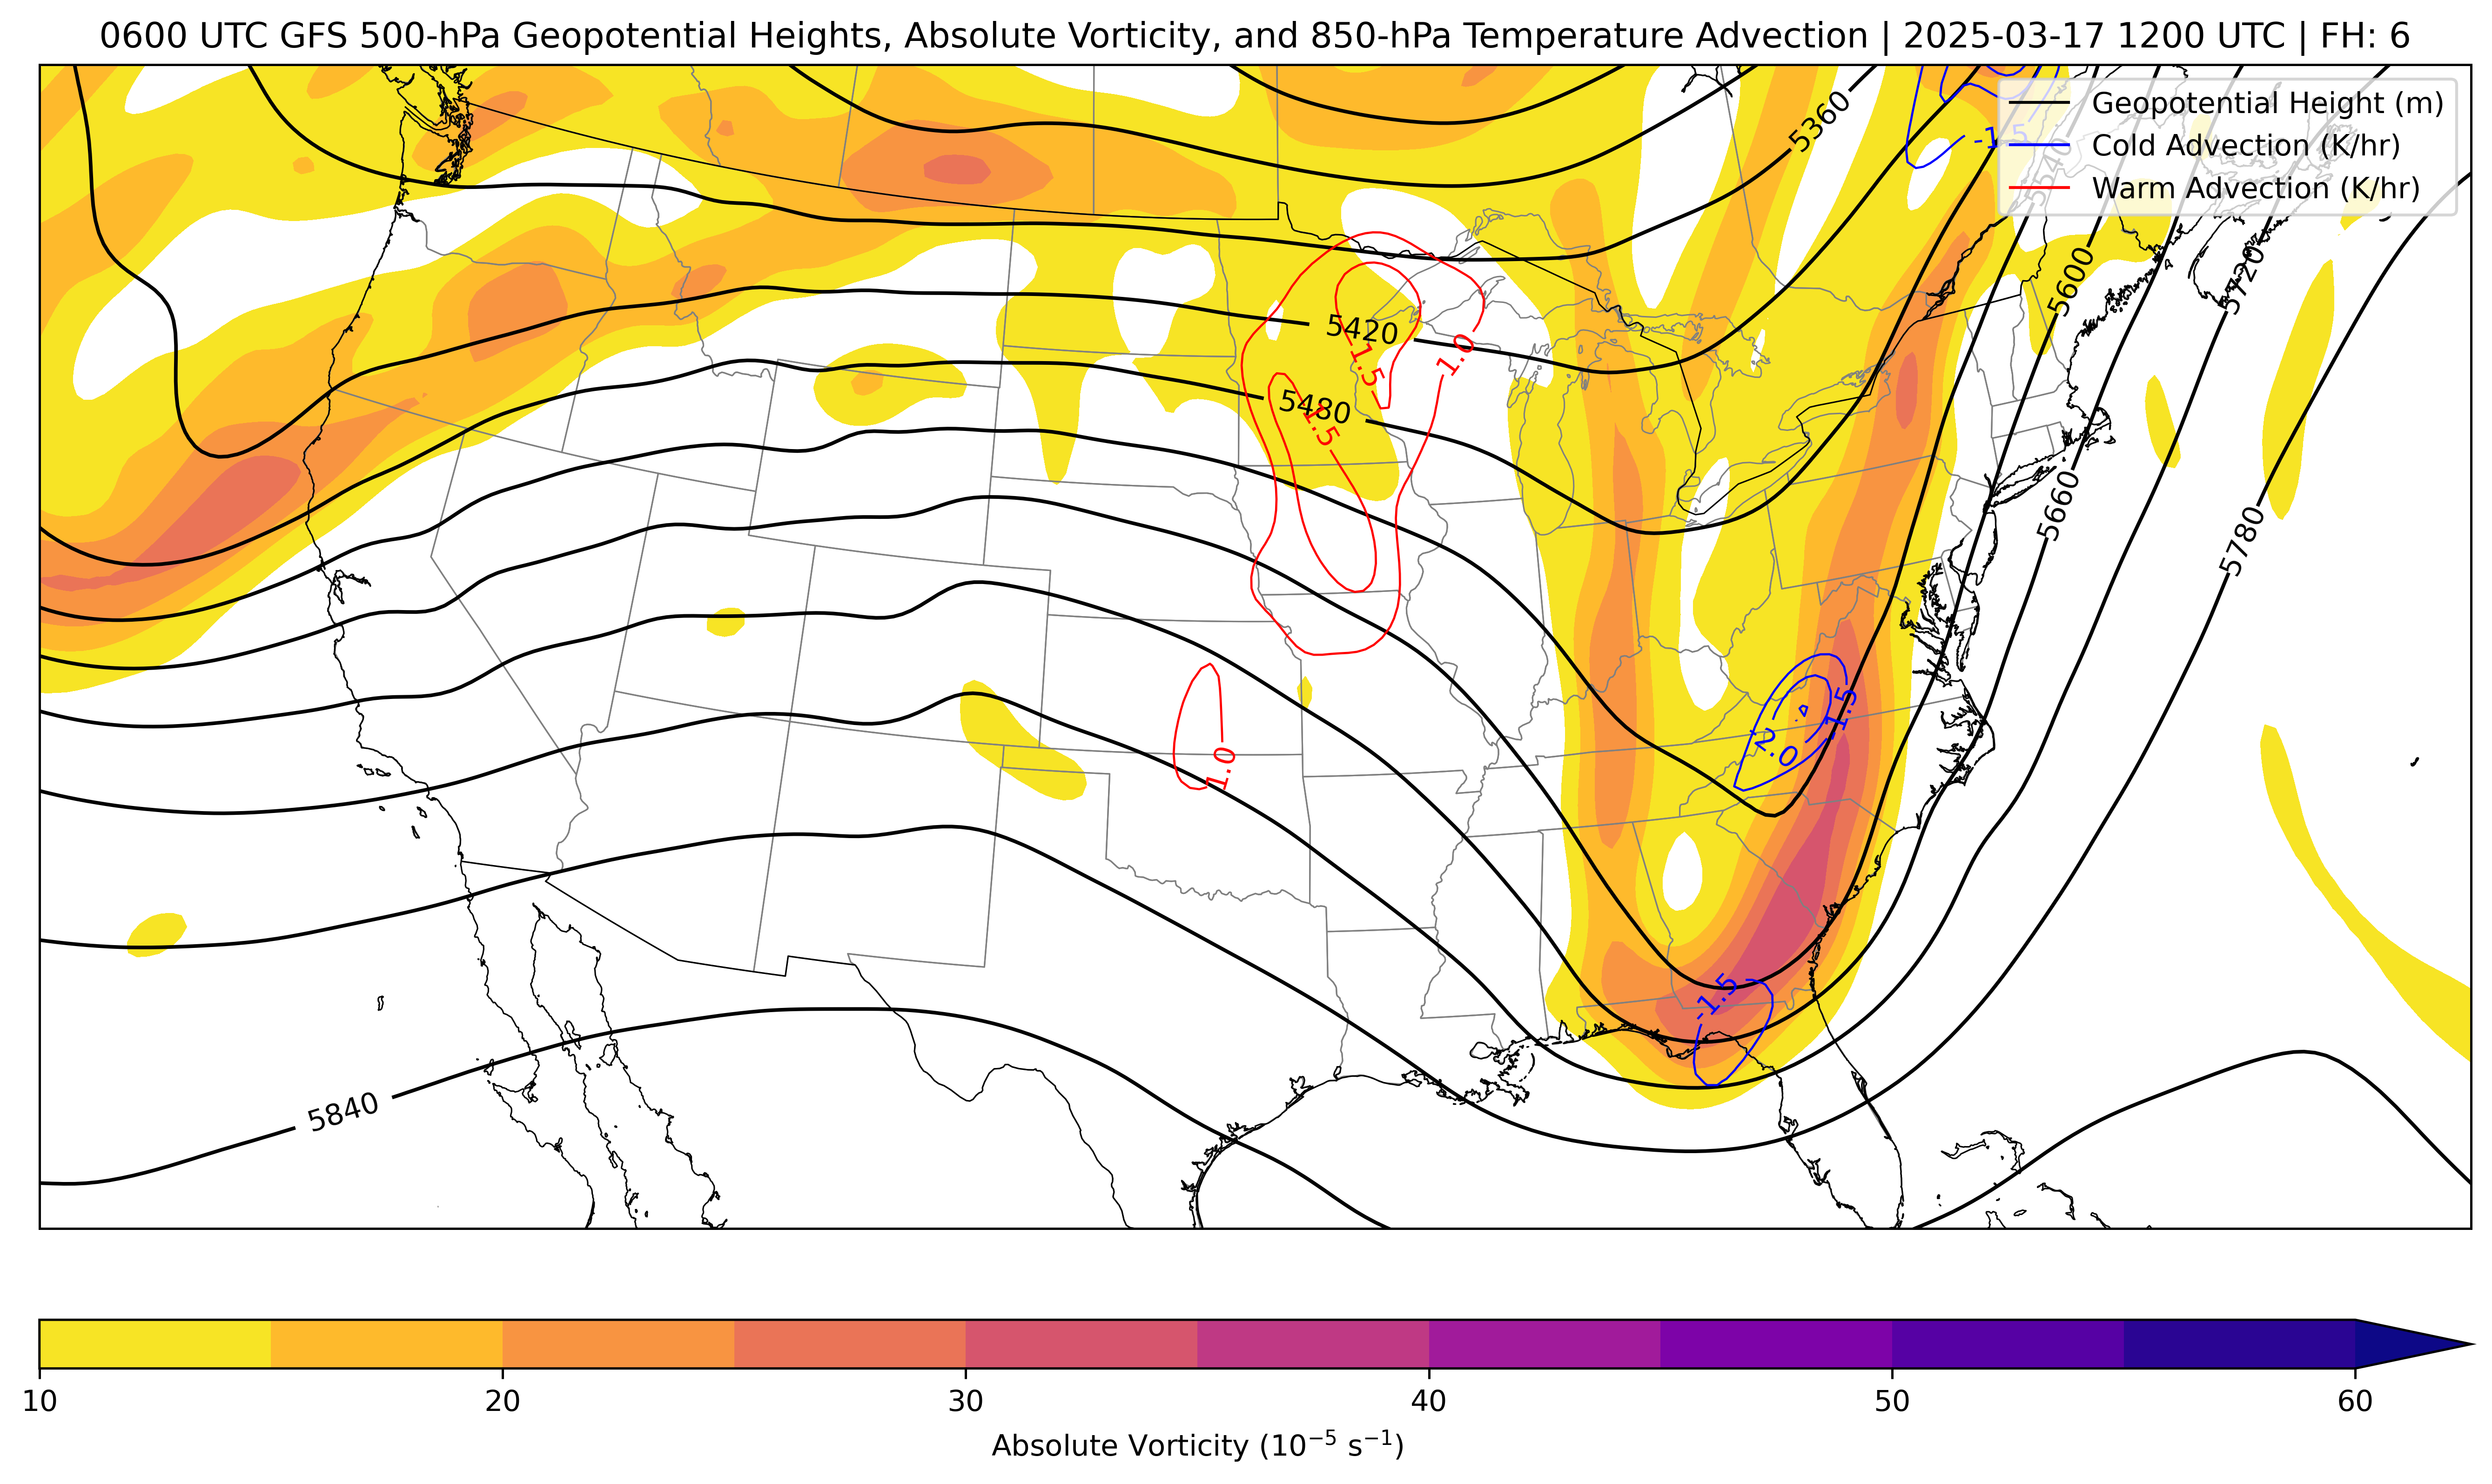 0600 UTC GFS 500-hPa Geopotential Heights, Absolute Vorticity, and 850-hPa Temperature Advection | 2025-03-17 1200 UTC | FH: 6
Geopotential Height (m)
Cold Advection (K/hr)
Warm Advection (K/hr)
5360
-1.5
5540
5600
5720
5420
1.5
1.0
5480
1.5
5660
5780
-1.5
-2.0
1.0
-1.5
5840
10 20 30 40 50 60
Absolute Vorticity (10⁻⁵ s⁻¹)